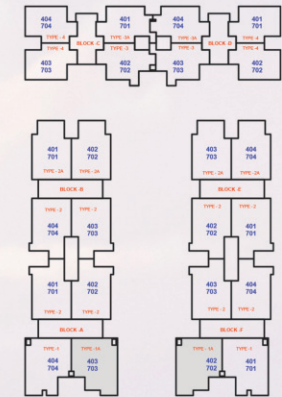 404 401 404 401
704 701 704 701
TYPE - 4 TYPE - 2A TYPE - 2A TYPE - 4
BLOCK - C BLOCK - D
TYPE - 4 TYPE - 3 TYPE - 3 TYPE - 4
403 402 403 402
703 702 703 702
401 402
701 702
TYPE - 2A TYPE - 2A
BLOCK - B
TYPE - 2 TYPE - 2
404 403
704 703
401 402
701 702
TYPE - 2 TYPE - 2
BLOCK - A
TYPE - 1 TYPE - 1A
404 403
704 703
403 404
703 704
TYPE - 2A TYPE - 2A
BLOCK - E
TYPE - 2 TYPE - 2
402 401
702 701
403 404
703 704
TYPE - 2 TYPE - 2
BLOCK - F
TYPE - 1A TYPE - 1
402 401
702 701